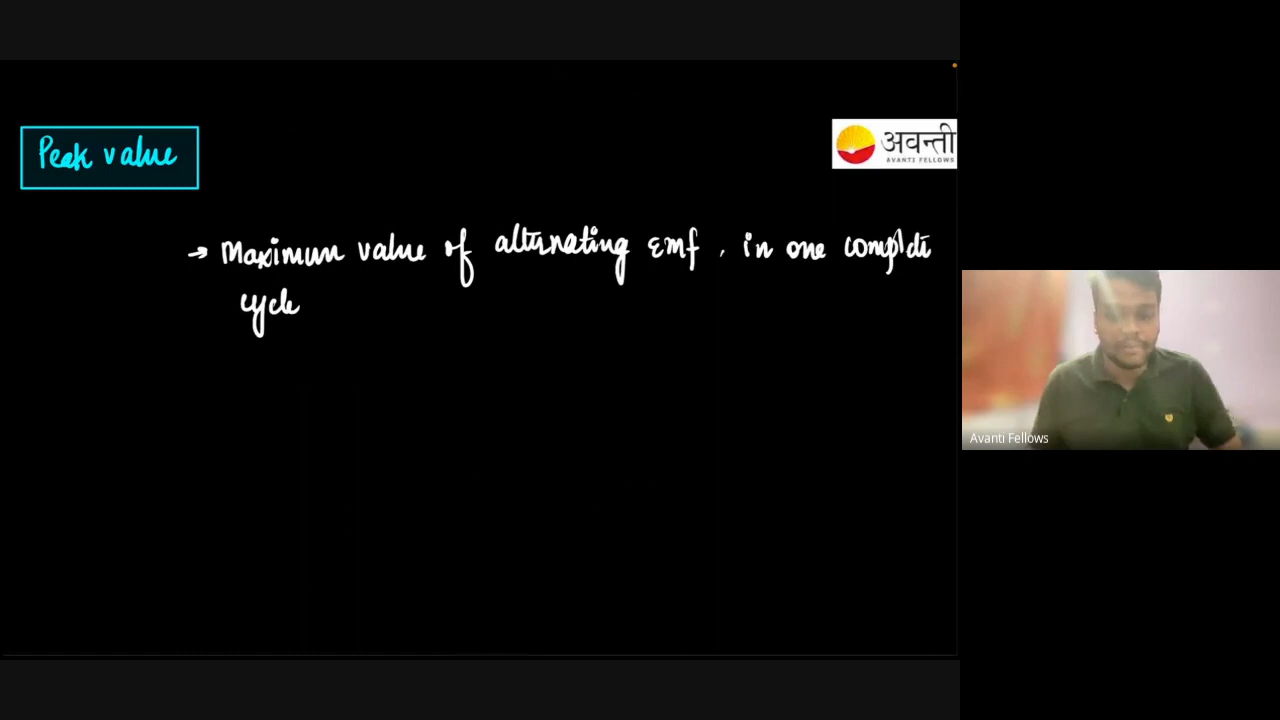 Peak value
अवन्ती
AVANTI FELLOWS
→ Maximum value of alternating Emf, in one complete
cycle
Avanti Fellows